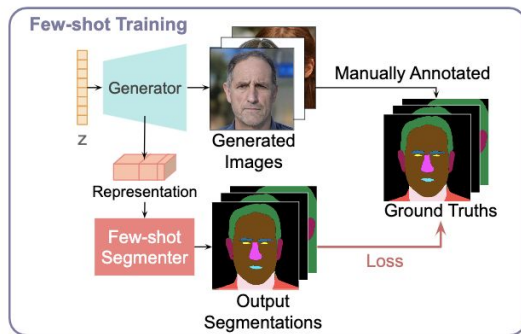 Few-shot Training
Generator
z
Generated
Images
Manually Annotated
Ground Truths
Representation
Few-shot
Segmenter
Output
Segmentations
Loss